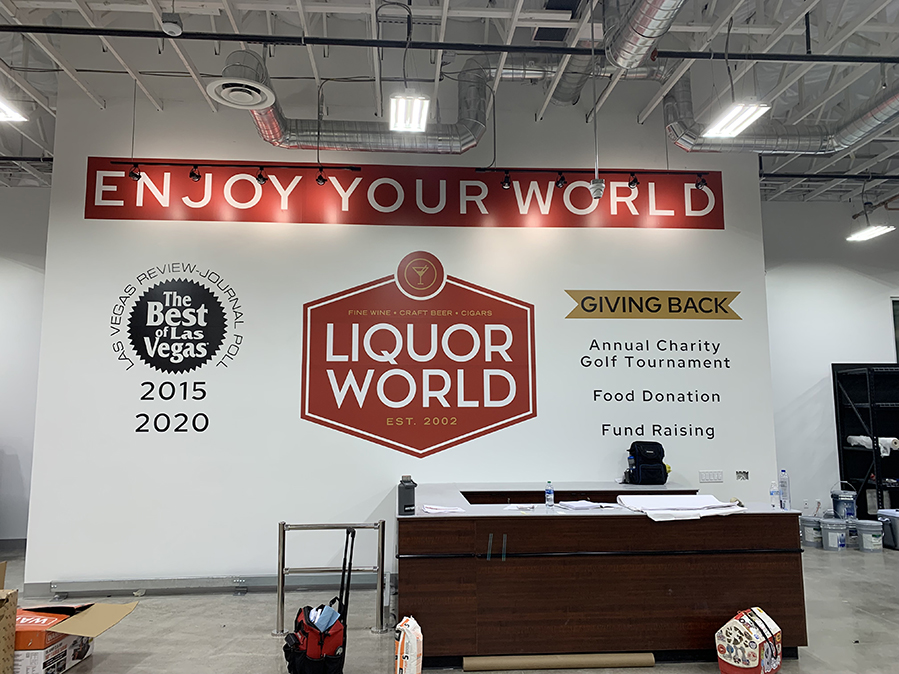 ENJOY YOUR WORLD
LAS VEGAS REVIEW-JOURNAL POLL
The
Best
of Las
Vegas
2015
2020
FINE WINE • CRAFT BEER • CIGARS
LIQUOR
WORLD
EST. 2002
GIVING BACK
Annual Charity
Golf Tournament
Food Donation
Fund Raising